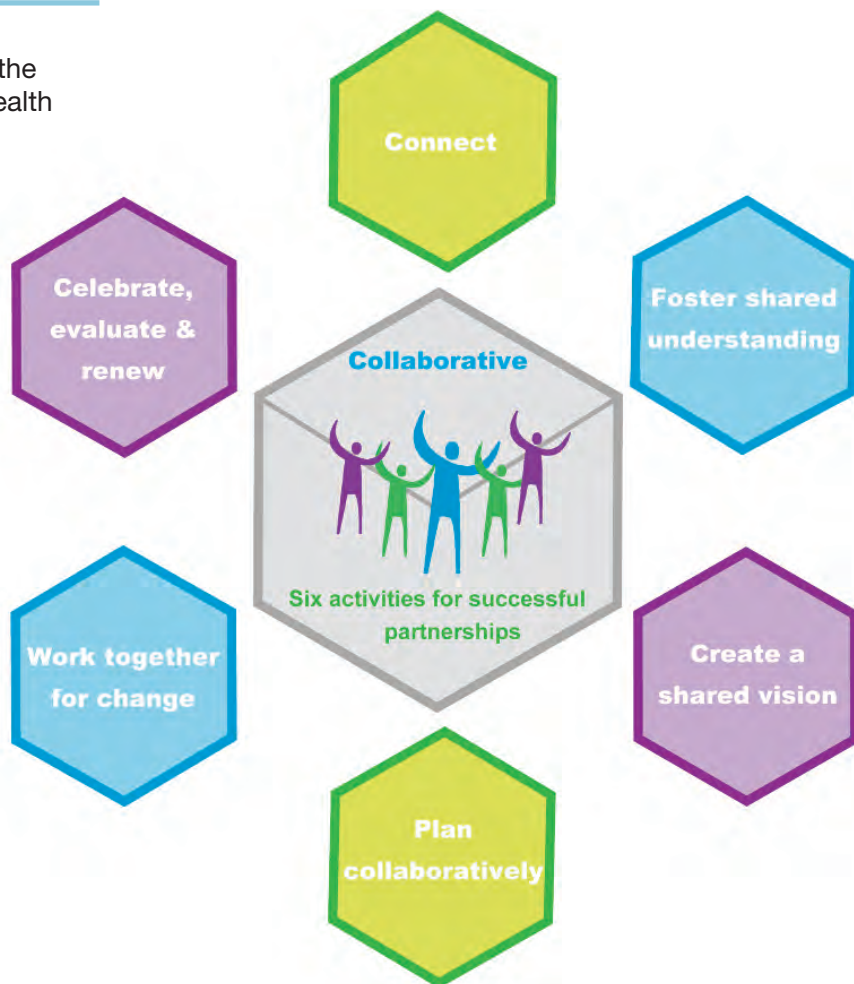 the
ealth
Connect
Foster shared
understanding
Create a
shared vision
Plan
collaboratively
Work together
for change
Celebrate,
evaluate &
renew
Collaborative
Six activities for successful
partnerships